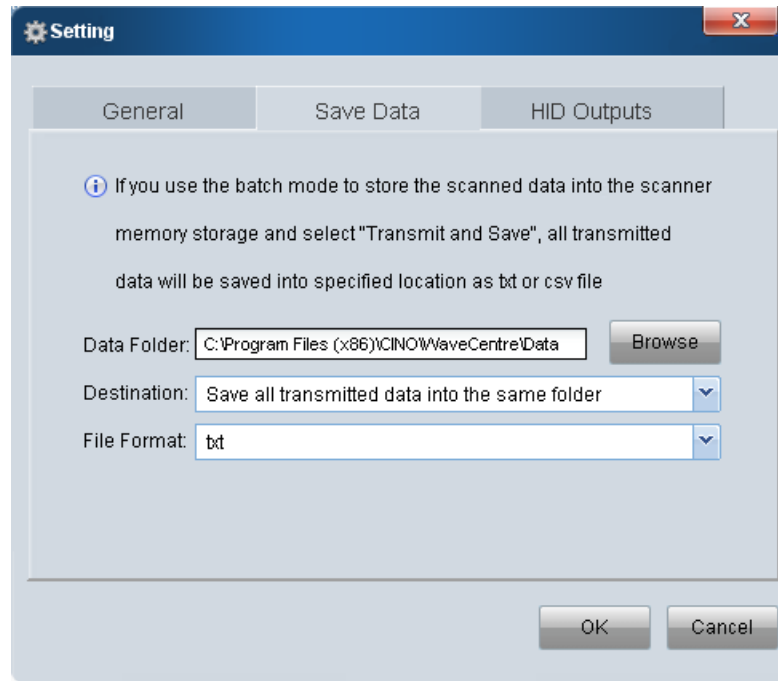 Setting
General Save Data HID Outputs
If you use the batch mode to store the scanned data into the scanner
memory storage and select "Transmit and Save", all transmitted
data will be saved into specified location as txt or csv file
Data Folder: C:\Program Files (x86)\CINO\WaveCentre\Data Browse
Destination: Save all transmitted data into the same folder
File Format: txt
OK Cancel